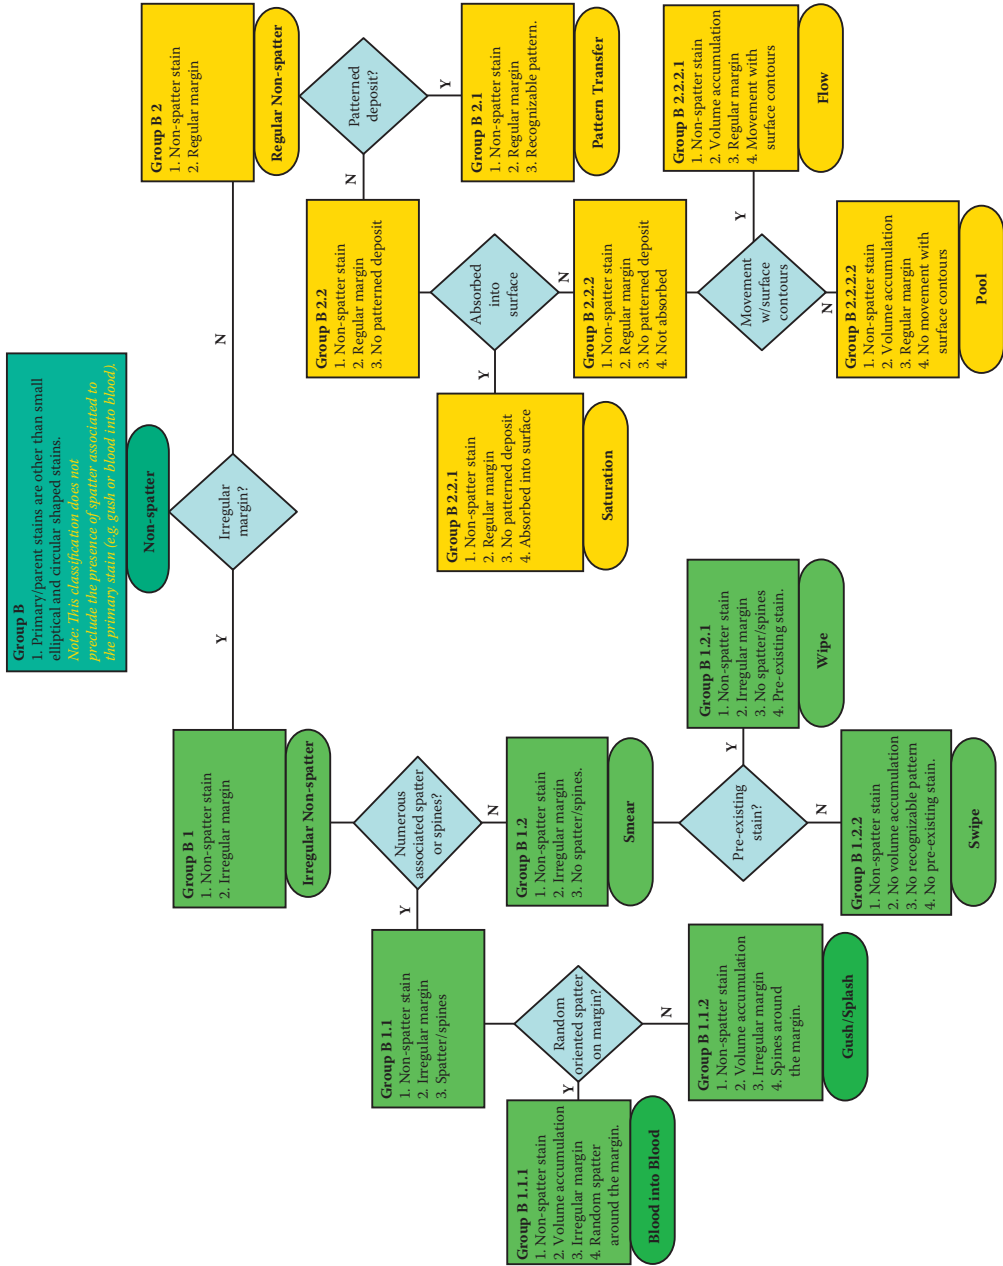 Group B
1. Primary/parent stains are other than small
elliptical and circular shaped stains.
Note: This classification does not
preclude the presence of spatter associated to
the primary stain (e.g. gush or blood into blood).
Non-spatter
Irregular
margin?
Y
N
Group B 1
1. Non-spatter stain
2. Irregular margin
Irregular Non-spatter
Numerous
associated spatter
or spines?
Y
N
Group B 1.1
1. Non-spatter stain
2. Irregular margin
3. Spatter/spines
Random
oriented spatter
on margin?
Y
N
Group B 1.1.1
1. Non-spatter stain
2. Volume accumulation
3. Irregular margin
4. Random spatter
around the margin.
Blood into Blood
Group B 1.1.2
1. Non-spatter stain
2. Volume accumulation
3. Irregular margin
4. Spines around
the margin.
Gush/Splash
Group B 1.2
1. Non-spatter stain
2. Irregular margin
3. No spatter/spines.
Smear
Pre-existing
stain?
Y
N
Group B 1.2.1
1. Non-spatter stain
2. Irregular margin
3. No spatter/spines
4. Pre-existing stain.
Wipe
Group B 1.2.2
1. Non-spatter stain
2. No volume accumulation
3. No recognizable pattern
4. No pre-existing stain.
Swipe
Group B 2
1. Non-spatter stain
2. Regular margin
Regular Non-spatter
Patterned
deposit?
N
Y
Group B 2.1
1. Non-spatter stain
2. Regular margin
3. Recognizable pattern.
Pattern Transfer
Group B 2.2
1. Non-spatter stain
2. Regular margin
3. No patterned deposit
Absorbed
into
surface
Y
N
Group B 2.2.1
1. Non-spatter stain
2. Regular margin
3. No patterned deposit
4. Absorbed into surface
Saturation
Group B 2.2.2
1. Non-spatter stain
2. Regular margin
3. No patterned deposit
4. Not absorbed
Movement
w/surface
contours
Y
N
Group B 2.2.2.1
1. Non-spatter stain
2. Volume accumulation
3. Regular margin
4. Movement with
surface contours
Flow
Group B 2.2.2.2
1. Non-spatter stain
2. Volume accumulation
3. Regular margin
4. No movement with
surface contours
Pool